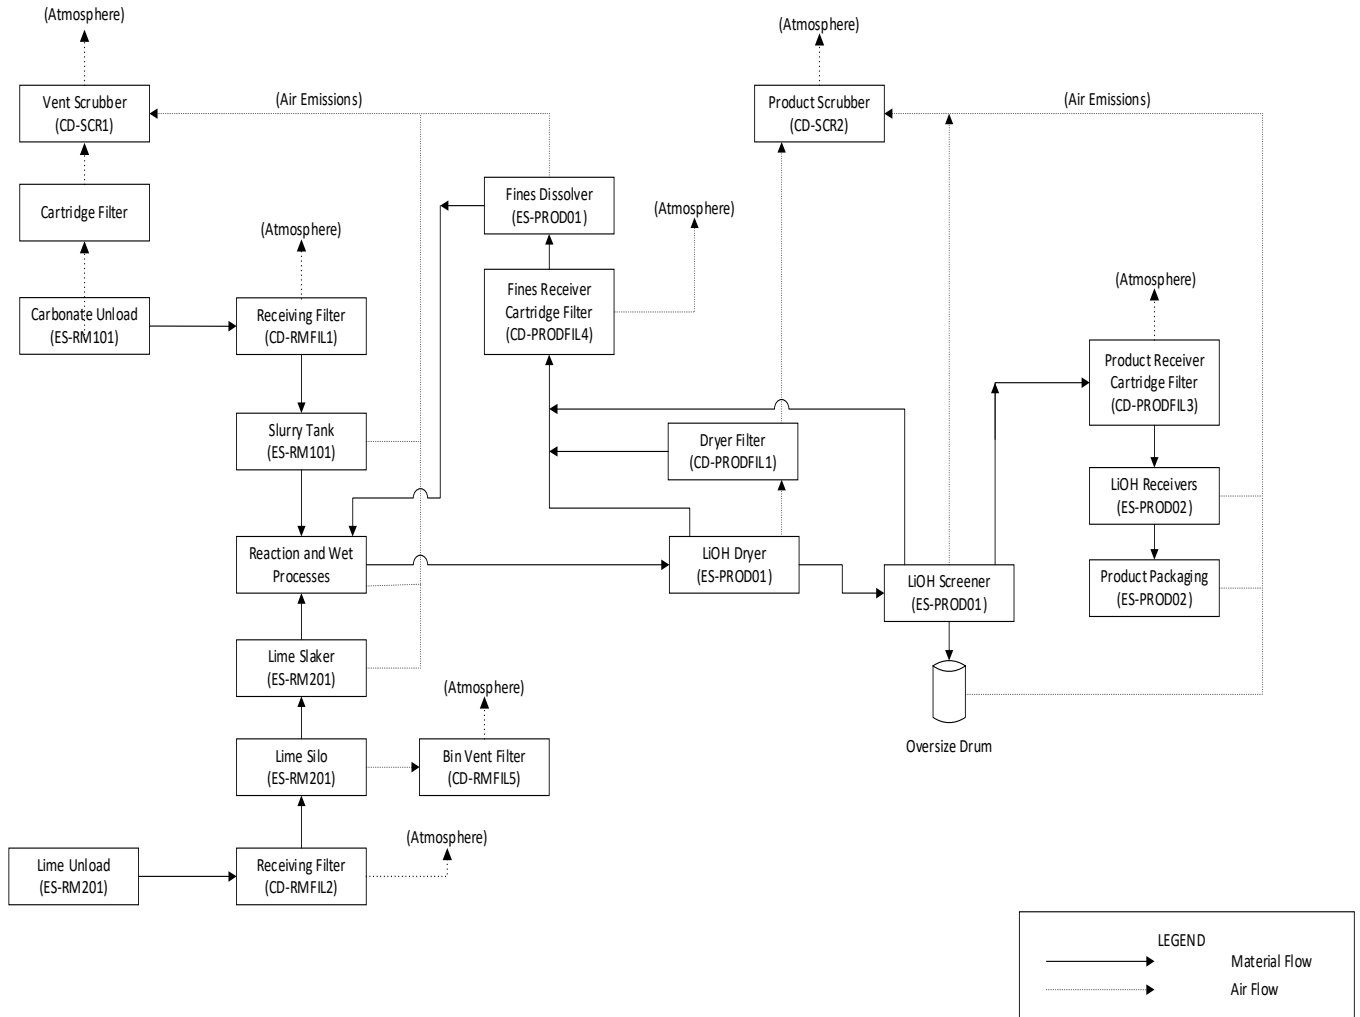 (Atmosphere)
(Atmosphere)
Vent Scrubber
(CD-SCR1)
(Air Emissions)
Product Scrubber
(CD-SCR2)
(Air Emissions)
Cartridge Filter
Fines Dissolver
(ES-PROD01)
(Atmosphere)
(Atmosphere)
Carbonate Unload
(ES-RM101)
Receiving Filter
(CD-RMFIL1)
Fines Receiver
Cartridge Filter
(CD-PRODFIL4)
(Atmosphere)
Product Receiver
Cartridge Filter
(CD-PRODFIL3)
Slurry Tank
(ES-RM101)
Dryer Filter
(CD-PRODFIL1)
LiOH Receivers
(ES-PROD02)
Reaction and Wet
Processes
LiOH Dryer
(ES-PROD01)
LiOH Screener
(ES-PROD01)
Product Packaging
(ES-PROD02)
Lime Slaker
(ES-RM201)
(Atmosphere)
Lime Silo
(ES-RM201)
Bin Vent Filter
(CD-RMFIL5)
Oversize Drum
(Atmosphere)
Lime Unload
(ES-RM201)
Receiving Filter
(CD-RMFIL2)
LEGEND
Material Flow
Air Flow